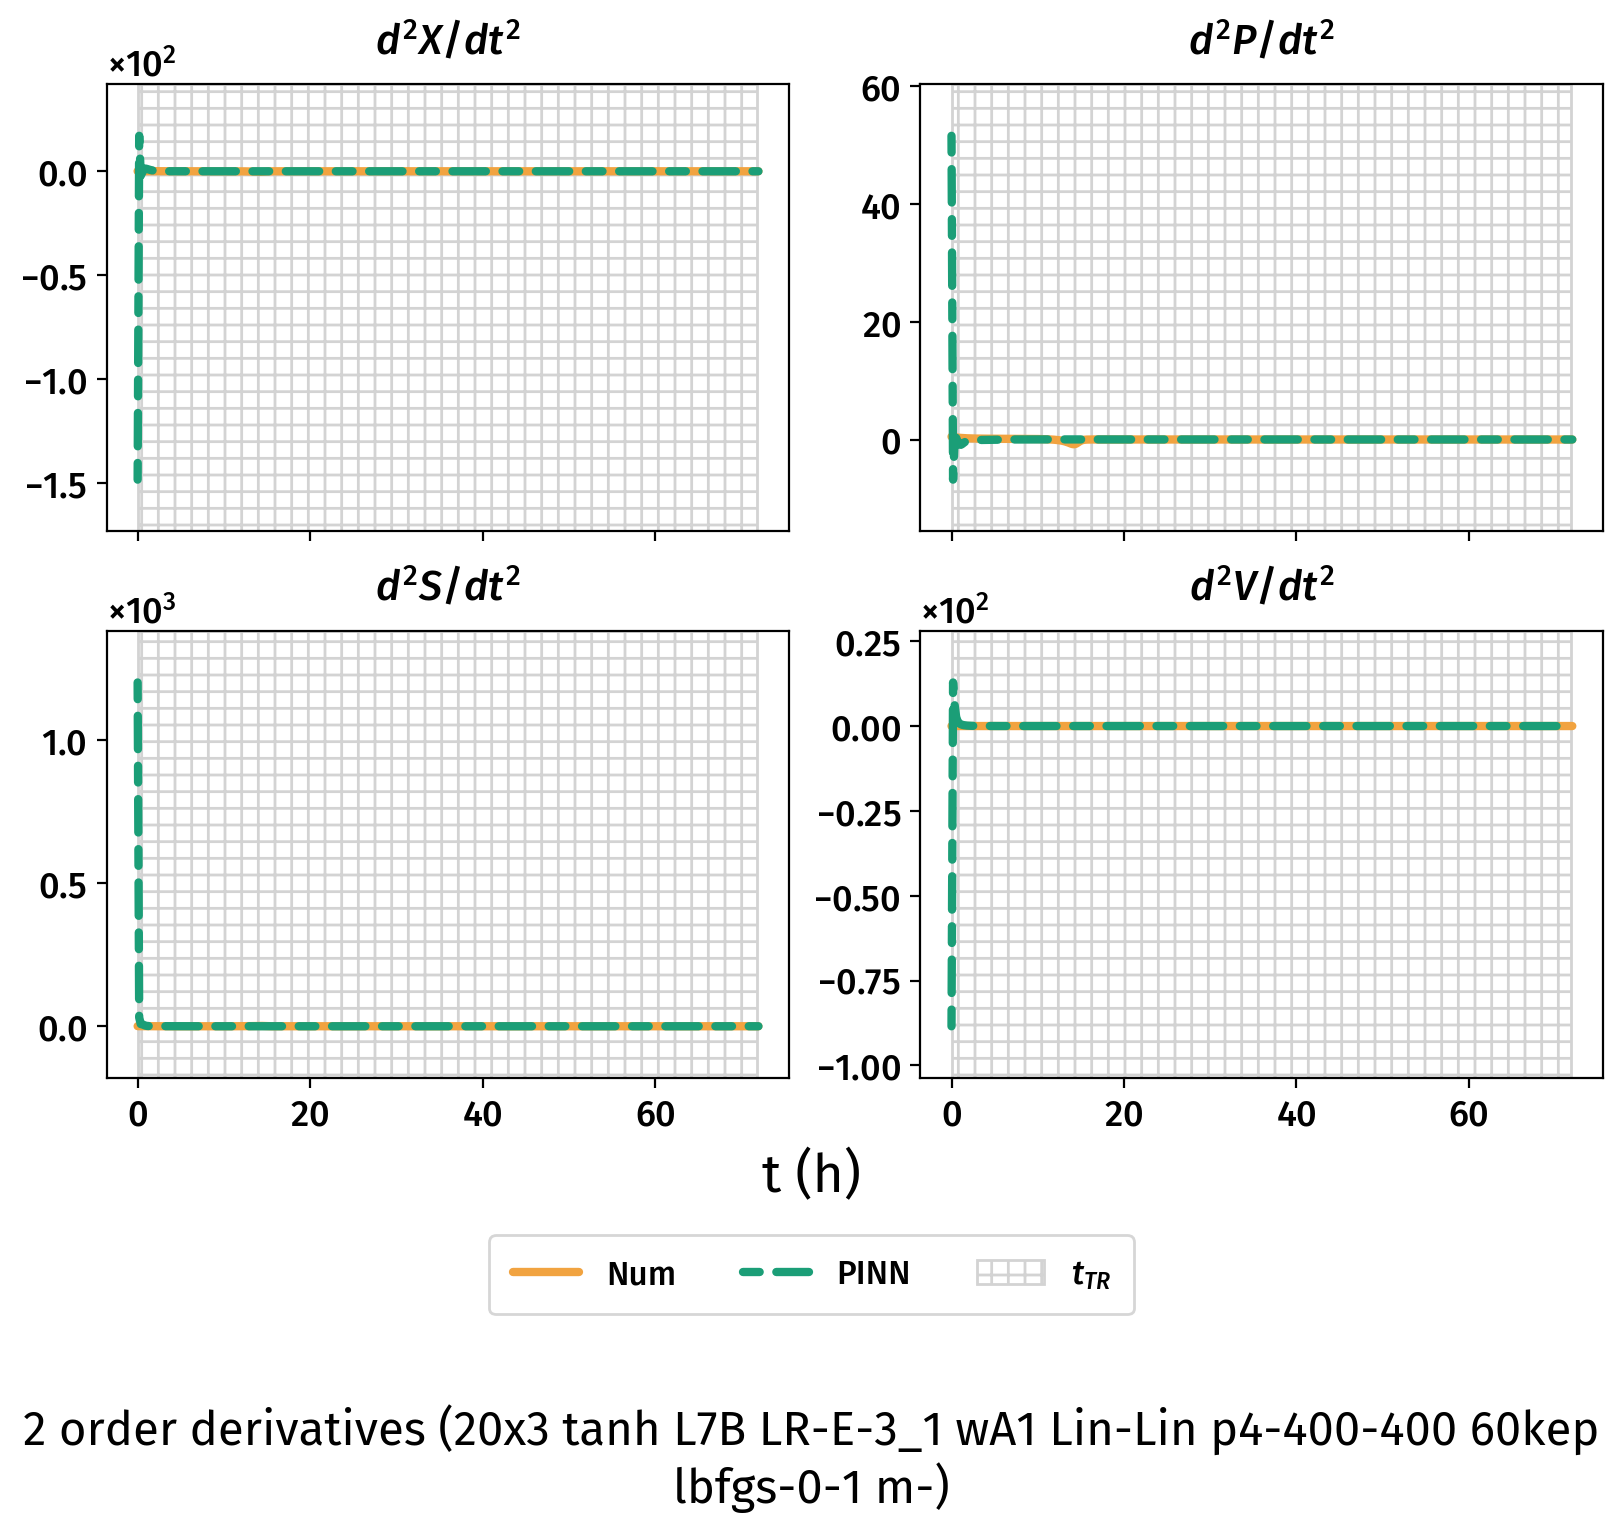 d²X/dt²
×10²
0.0
−0.5
−1.0
−1.5
d²P/dt²
60
40
20
0
d²S/dt²
×10³
1.0
0.5
0.0
0 20 40 60
d²V/dt²
×10²
0.25
0.00
−0.25
−0.50
−0.75
−1.00
0 20 40 60
t (h)
Num PINN t_TR
2 order derivatives (20x3 tanh L7B LR-E-3_1 wA1 Lin-Lin p4-400-400 60kep
lbfgs-0-1 m-)